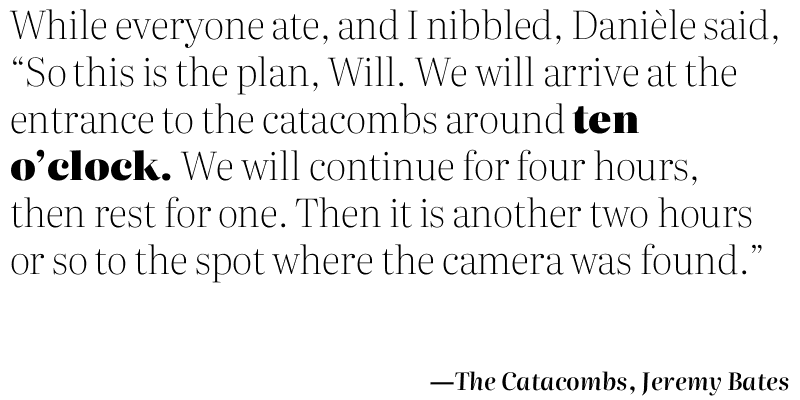 While everyone ate, and I nibbled, Danièle said,
“So this is the plan, Will. We will arrive at the
entrance to the catacombs around ten
o’clock. We will continue for four hours,
then rest for one. Then it is another two hours
or so to the spot where the camera was found.”
—The Catacombs, Jeremy Bates